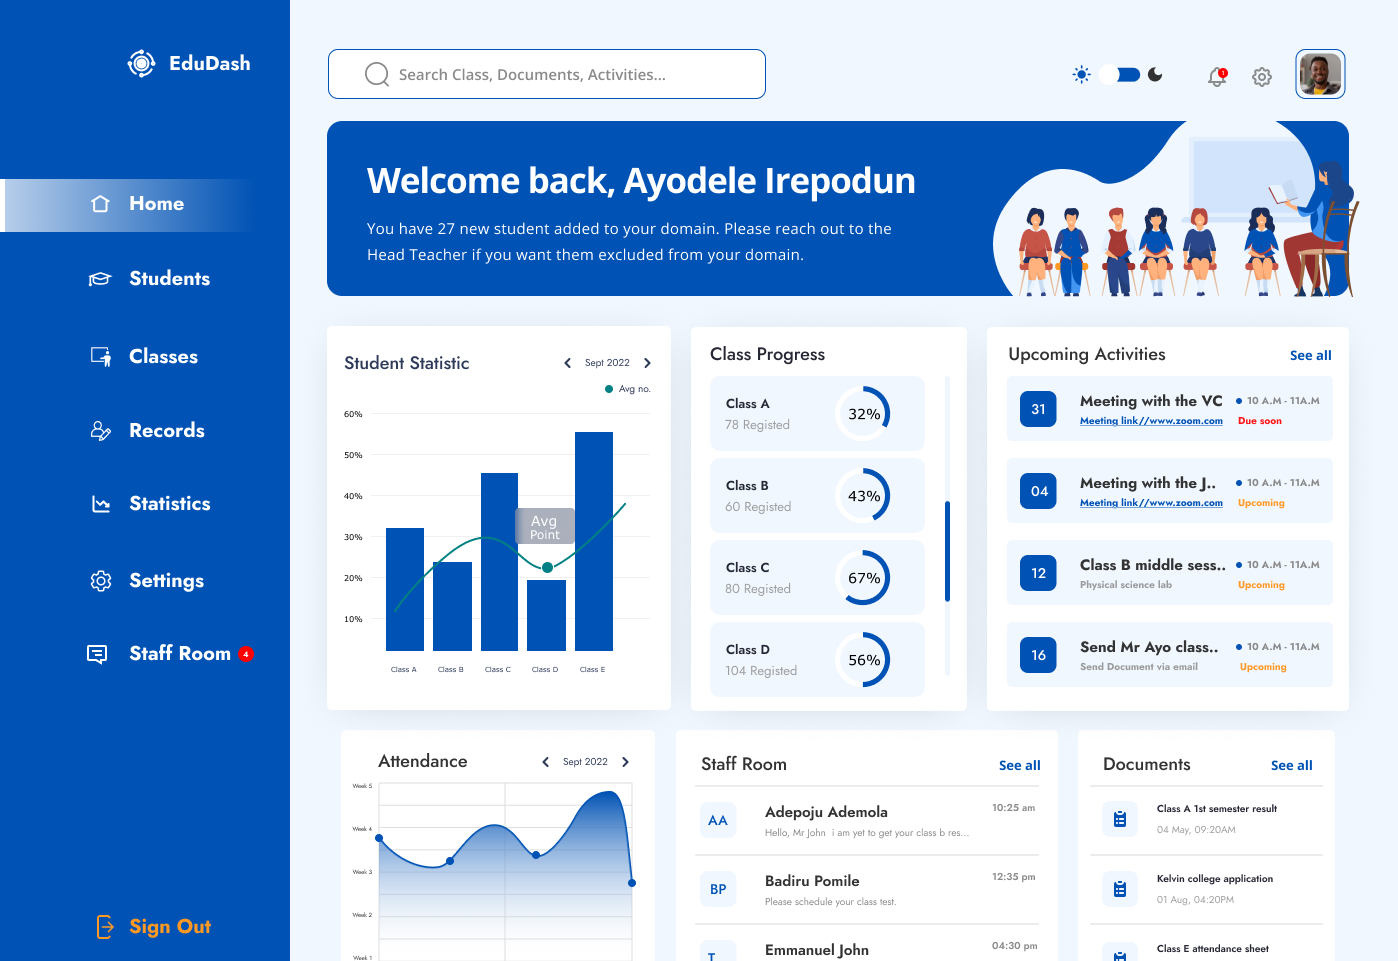 EduDash
Home
Students
Classes
Records
Statistics
Settings
Staff Room 4
Sign Out
Search Class, Documents, Activities...
1
Welcome back, Ayodele Irepodun
You have 27 new student added to your domain. Please reach out to the
Head Teacher if you want them excluded from your domain.
Student Statistic
Sept 2022
Avg no.
60%
50%
40%
30%
20%
10%
Avg
Point
Class A Class B Class C Class D Class E
Class Progress
Class A
78 Registed
32%
Class B
60 Registed
43%
Class C
80 Registed
67%
Class D
104 Registed
56%
Upcoming Activities See all
31
Meeting with the VC 10 A.M - 11A.M
Meeting link//www.zoom.com Due soon
04
Meeting with the J.. 10 A.M - 11A.M
Meeting link//www.zoom.com Upcoming
12
Class B middle sess.. 10 A.M - 11A.M
Physical science lab Upcoming
16
Send Mr Ayo class.. 10 A.M - 11A.M
Send Document via email Upcoming
Attendance
Sept 2022
Week 5
Week 4
Week 3
Week 2
Week 1
Staff Room See all
AA
Adepoju Ademola 10:25 am
Hello, Mr John i am yet to get your class b res...
BP
Badiru Pomile 12:35 pm
Please schedule your class test.
Emmanuel John 04:30 pm
Documents See all
Class A 1st semester result
04 May, 09:20AM
Kelvin college application
01 Aug, 04:20PM
Class E attendance sheet